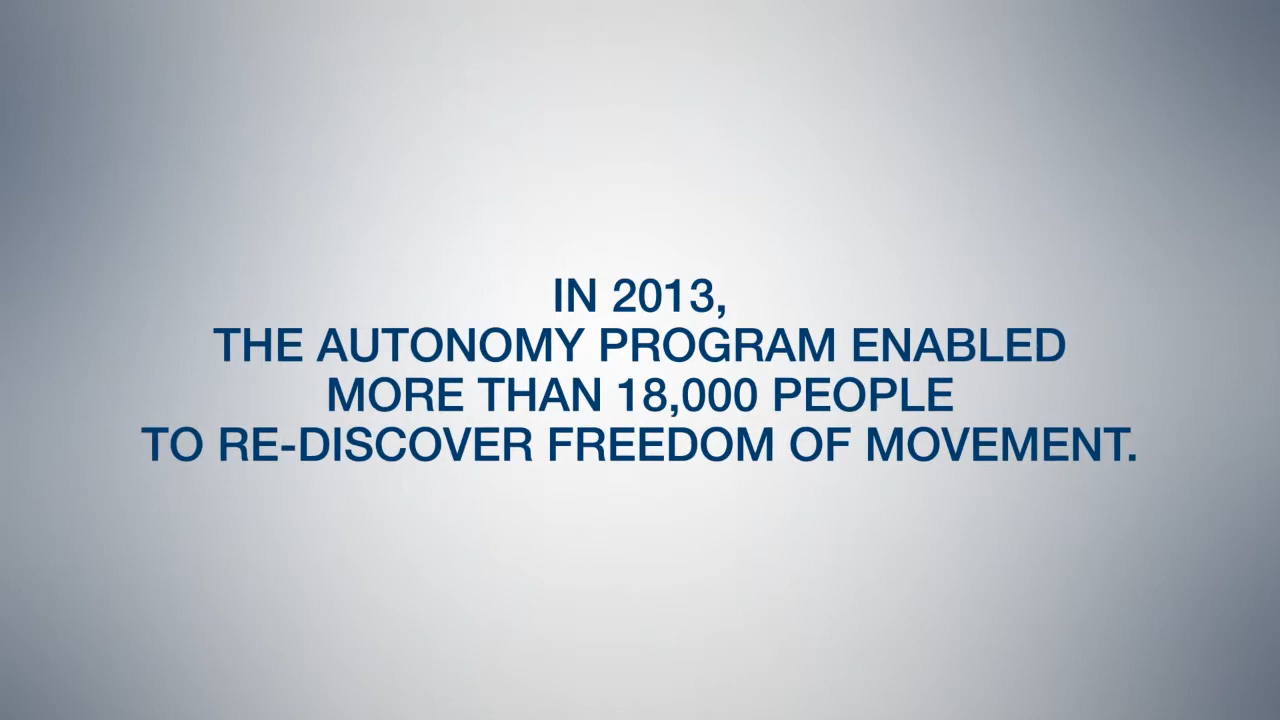 IN 2013,
THE AUTONOMY PROGRAM ENABLED
MORE THAN 18,000 PEOPLE
TO RE-DISCOVER FREEDOM OF MOVEMENT.